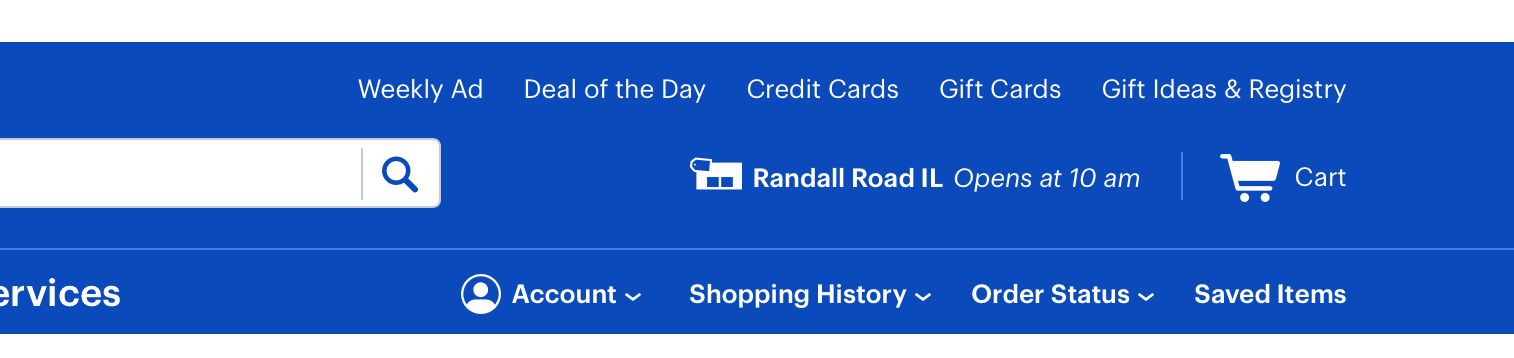 Weekly Ad Deal of the Day Credit Cards Gift Cards Gift Ideas & Registry
Randall Road IL Opens at 10 am Cart
ervices Account Shopping History Order Status Saved Items